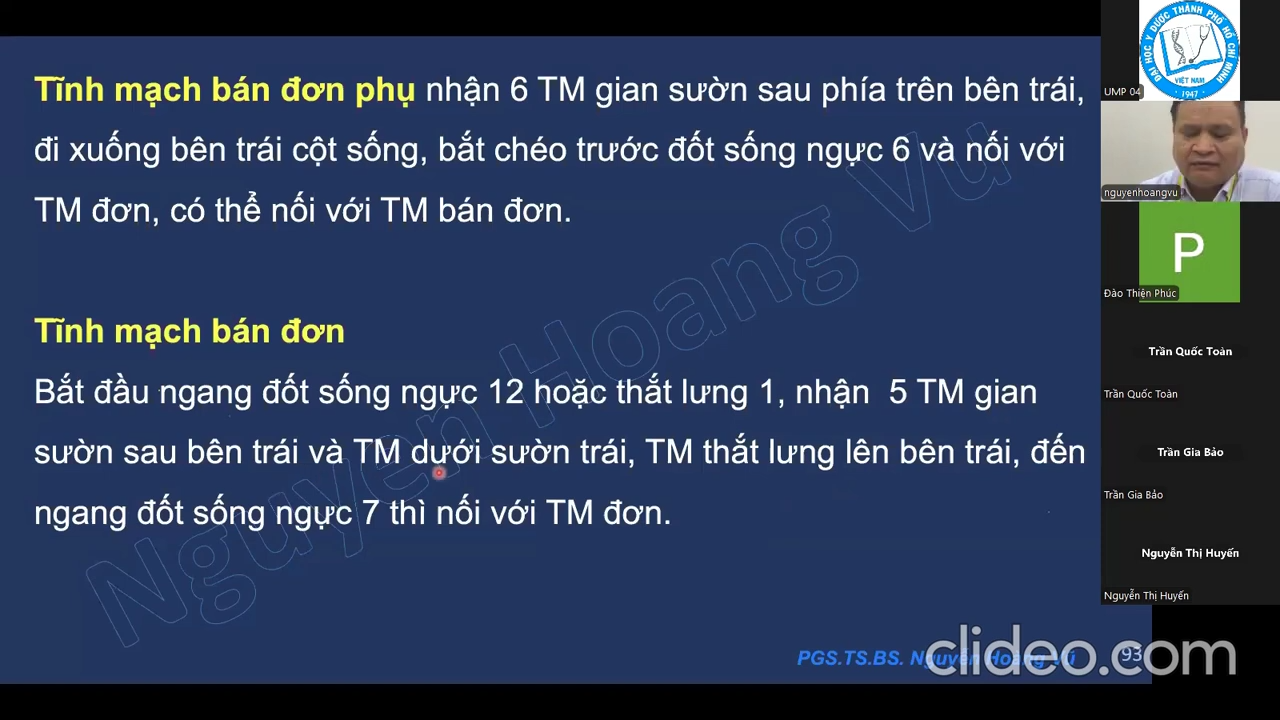 Tĩnh mạch bán đơn phụ nhận 6 TM gian sườn sau phía trên bên trái,
đi xuống bên trái cột sống, bắt chéo trước đốt sống ngực 6 và nối với
TM đơn, có thể nối với TM bán đơn.
Tĩnh mạch bán đơn
Bắt đầu ngang đốt sống ngực 12 hoặc thắt lưng 1, nhận 5 TM gian
sườn sau bên trái và TM dưới sườn trái, TM thắt lưng lên bên trái, đến
ngang đốt sống ngực 7 thì nối với TM đơn.
Nguyen Hoang Vu
PGS.TS.BS. Nguyễn Hoàng Vũ
93
clideo.com
ĐẠI HỌC Y DƯỢC THÀNH PHỐ HỒ CHÍ MINH
VIỆT NAM
1947
UMP 04
nguyenhoangvu
P
Đào Thiện Phúc
Trần Quốc Toàn
Trần Quốc Toàn
Trần Gia Bảo
Trần Gia Bảo
Nguyễn Thị Huyến
Nguyễn Thị Huyến